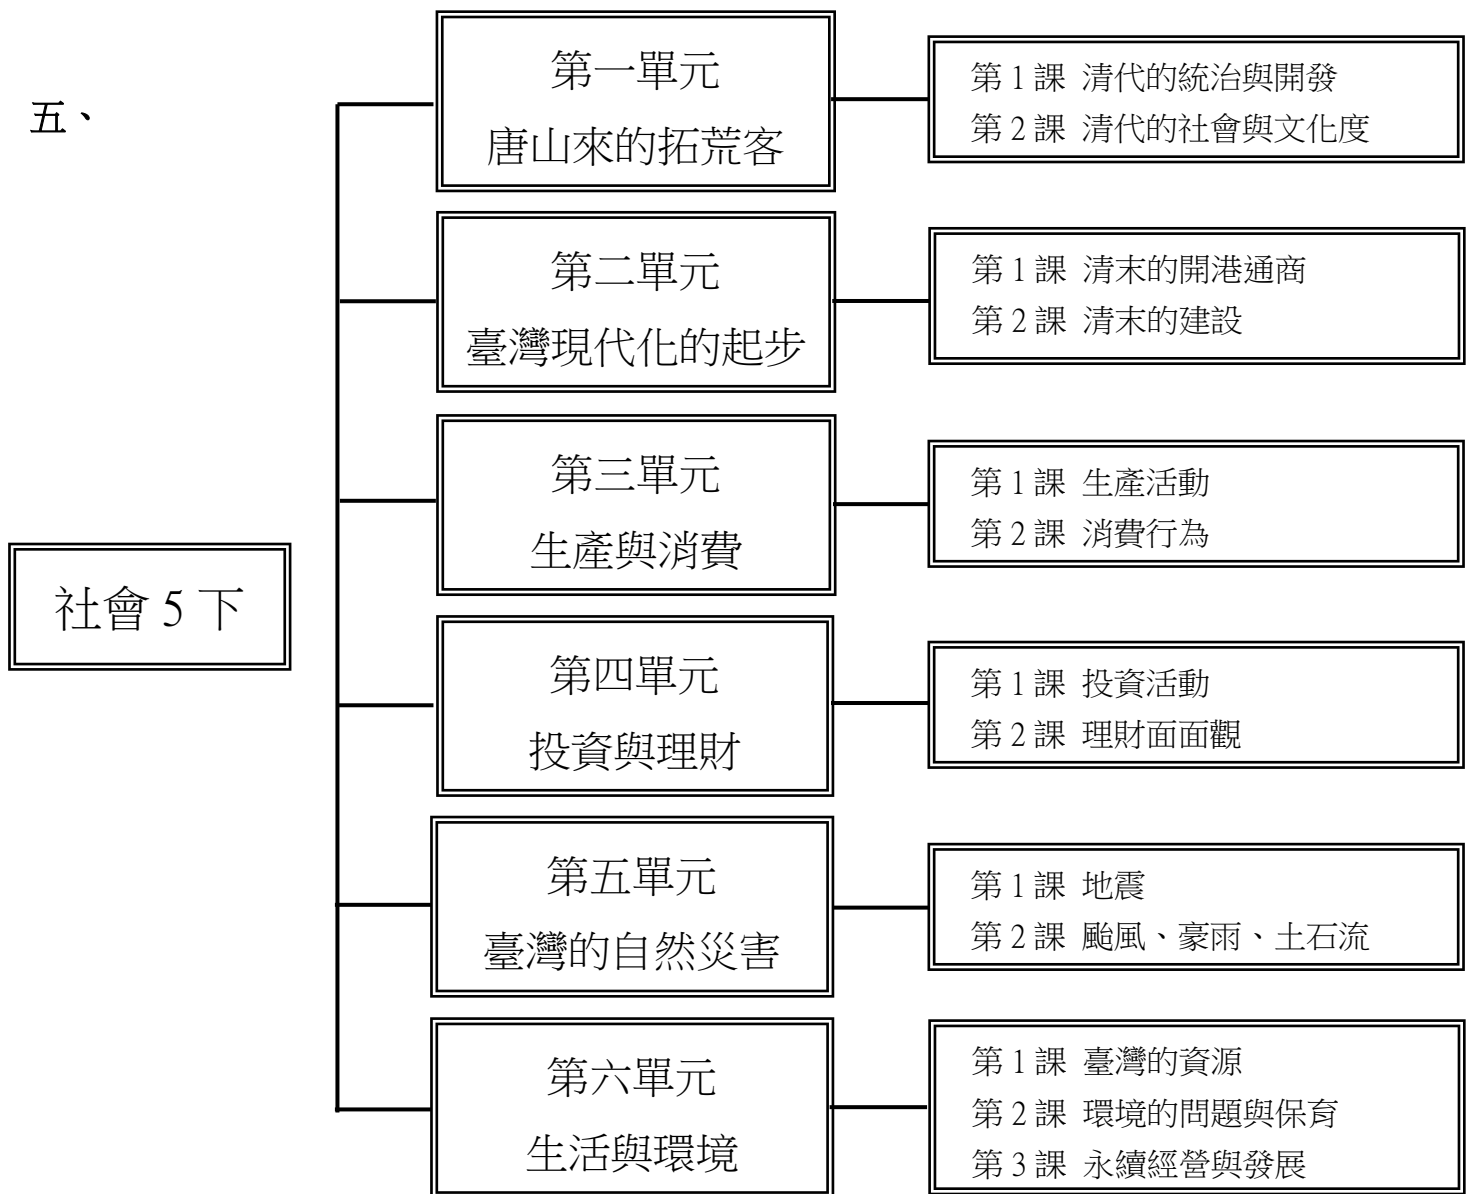 五、
社會 5 下
第一單元
唐山來的拓荒客
第 1 課 清代的統治與開發
第 2 課 清代的社會與文化度
第二單元
臺灣現代化的起步
第 1 課 清末的開港通商
第 2 課 清末的建設
第三單元
生產與消費
第 1 課 生產活動
第 2 課 消費行為
第四單元
投資與理財
第 1 課 投資活動
第 2 課 理財面面觀
第五單元
臺灣的自然災害
第 1 課 地震
第 2 課 颱風、豪雨、土石流
第六單元
生活與環境
第 1 課 臺灣的資源
第 2 課 環境的問題與保育
第 3 課 永續經營與發展